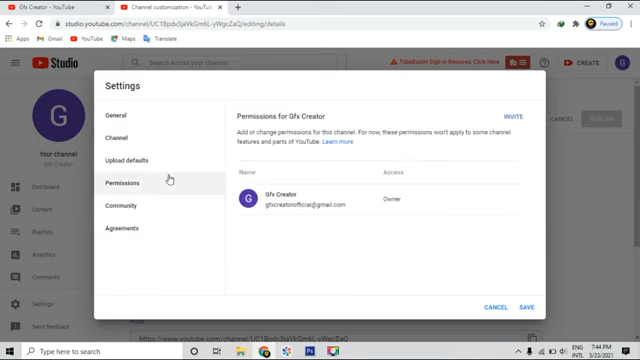 Gfx Creator - YouTube
Channel customization - YouTube
Paused
studio.youtube.com/channel/UC1Bpdx3jaVkMgL6-yWgcZaQ/editing/details
Apps
Gmail
YouTube
Maps
Translate
Studio
Search across your channel
TubeBuddy Sign-in Required, Click Here
CREATE
CANCEL
PUBLISH
G
Your channel
Gfx Creator
Dashboard
Content
Playlists
Analytics
Comments
Settings
Send feedback
Settings
General
Channel
Upload defaults
Permissions
Community
Agreements
Permissions for Gfx Creator
INVITE
Add or change permissions for this channel. For now, these permissions won't apply to some channel
features and parts of YouTube. Learn more
Name
Access
G
Gfx Creator
gfxcreatorofficial@gmail.com
Owner
CANCEL
SAVE
Type here to search
ENG
INTL
7:44 PM
3/23/2021